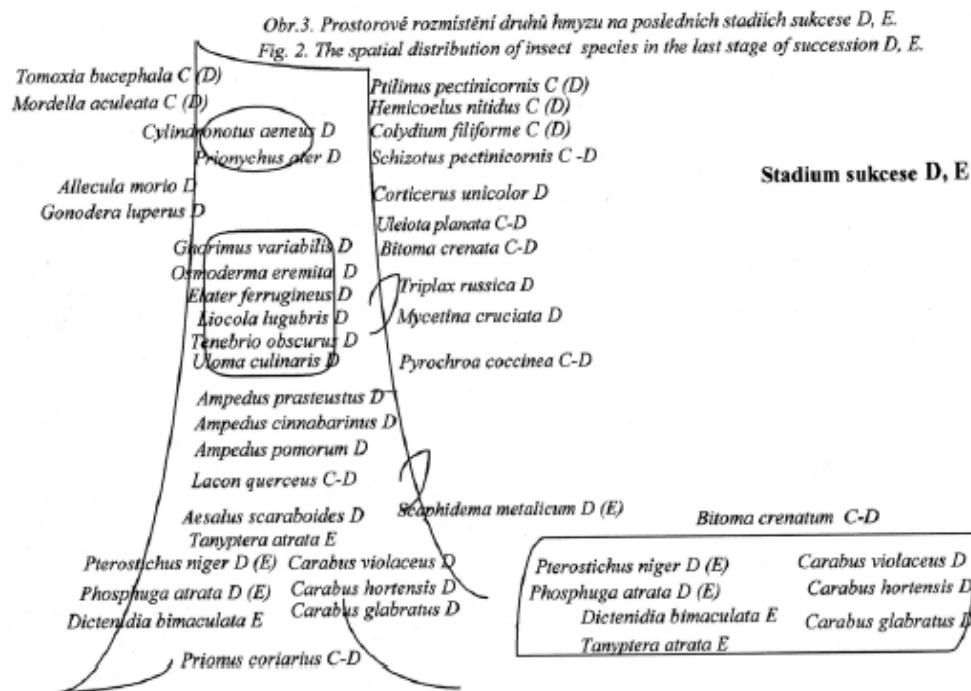 Obr.3. Prostorové rozmístění druhů hmyzu na posledních stadiích sukcese D, E.
Fig. 2. The spatial distribution of insect species in the last stage of succession D, E.
Tomoxia bucephala C (D)
Mordella aculeata C (D)
Cylindronotus aeneus D
Prionychus ater D
Allecula morio D
Gonodera luperus D
Gnorimus variabilis D
Osmoderma eremita D
Elater ferrugineus D
Liocola lugubris D
Tenebrio obscurus D
Uloma culinaris D
Ampedus prasteustus D
Ampedus cinnabarinus D
Ampedus pomorum D
Lacon querceus C-D
Aesalus scaraboides D
Tanyptera atrata E
Pterostichus niger D (E) Carabus violaceus D
Phosphuga atrata D (E) Carabus hortensis D
Dictenidia bimaculata E Carabus glabratus D
Prionus coriarius C-D
Ptilinus pectinicornis C (D)
Hemicoelus nitidus C (D)
Colydium filiforme C (D)
Schizotus pectinicornis C -D
Corticerus unicolor D
Uleiota planata C-D
Bitoma crenata C-D
Triplax russica D
Mycetina cruciata D
Pyrochroa coccinea C-D
Scaphidema metalicum D (E)
Stadium sukcese D, E
Bitoma crenatum C-D
Pterostichus niger D (E) Carabus violaceus D
Phosphuga atrata D (E) Carabus hortensis D
Dictenidia bimaculata E Carabus glabratus D
Tanyptera atrata E